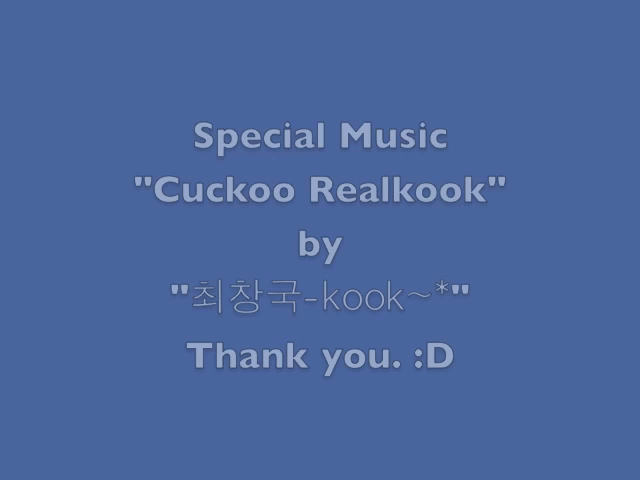 Special Music
"Cuckoo Realkook"
by
"최창국-kook~*"
Thank you. :D